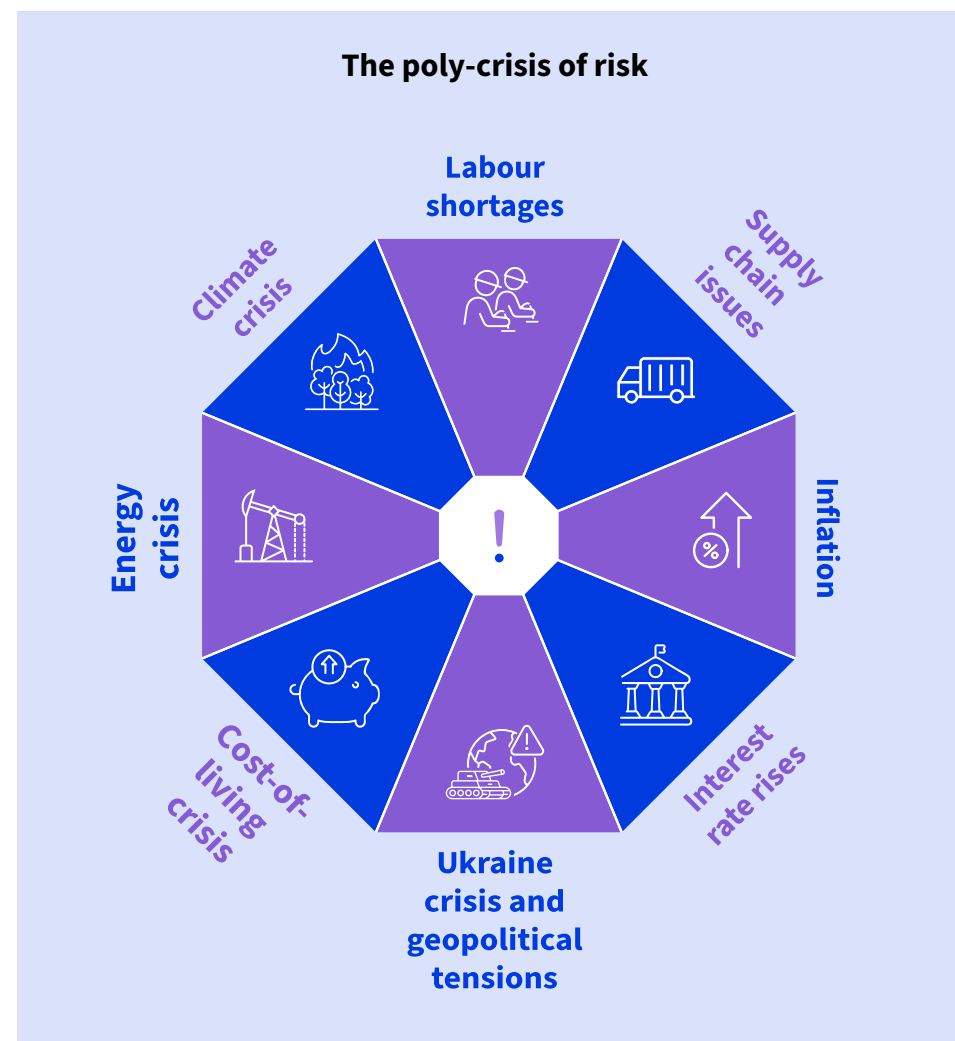 The poly-crisis of risk
Labour
shortages
Supply
chain
issues
Inflation
Interest
rate rises
Ukraine
crisis and
geopolitical
tensions
Cost-of-
living
crisis
Energy
crisis
Climate
crisis
!
%